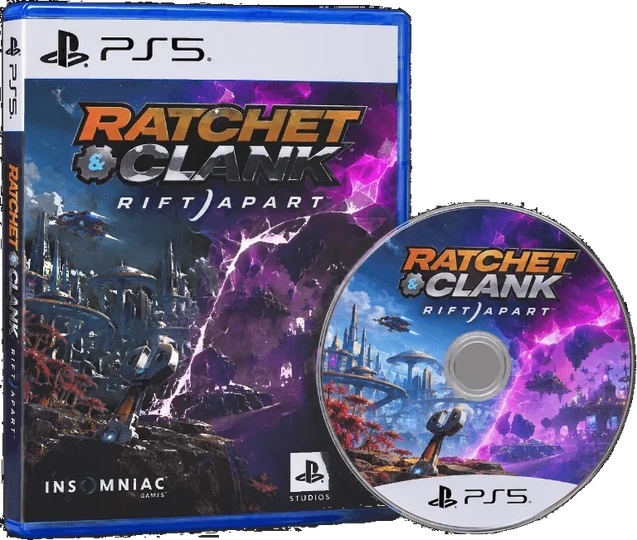 PS5
RATCHET
& CLANK
RIFT APART
INSOMNIAC
GAMES
STUDIOS
PS5
RATCHET & CLANK RIFT APART
RATCHET
& CLANK
RIFT APART
PS5